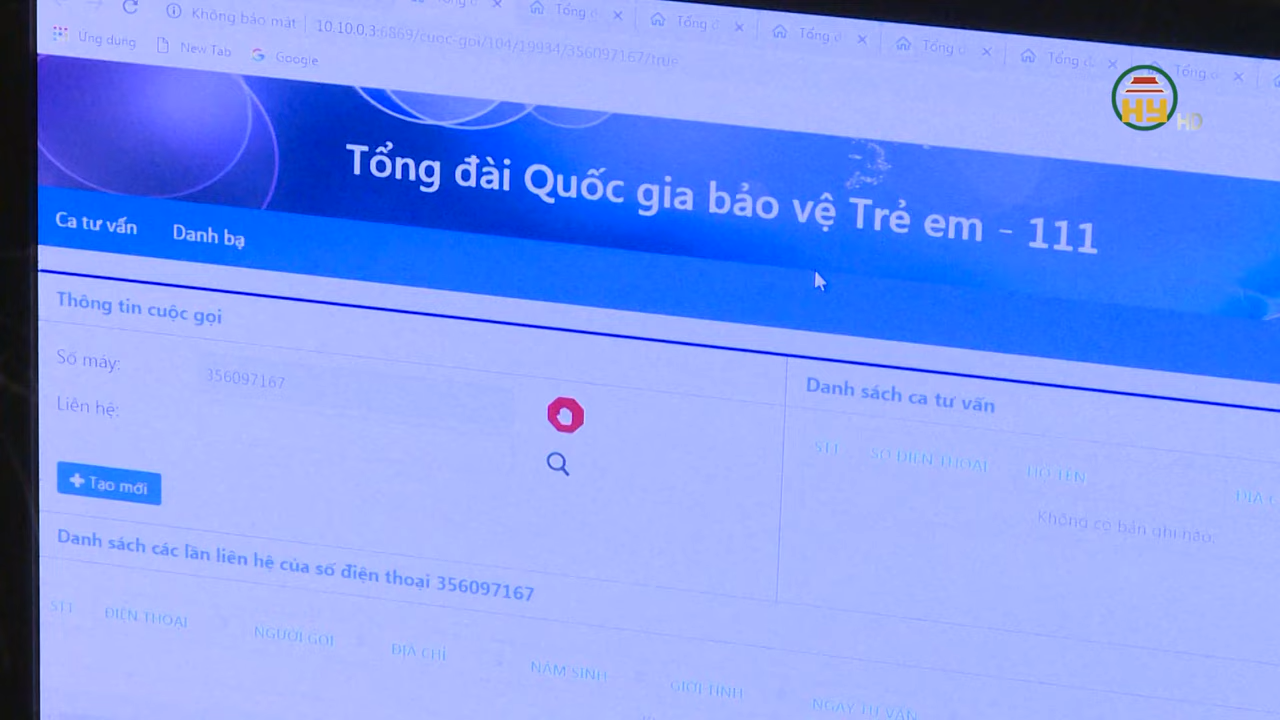 Tổng đ
Tổng đ
Tổng đ
Tổng đ
Tổng đ
Tổng đ
Tổng đ
Không bảo mật
10.10.0.3:6869/cuoc-goi/104/19934/356097167/true
Ứng dụng
New Tab
Google
HY HD
Tổng đài Quốc gia bảo vệ Trẻ em - 111
Ca tư vấn
Danh bạ
Thông tin cuộc gọi
Số máy:
356097167
Liên hệ:
Tạo mới
Danh sách ca tư vấn
STT
SỐ ĐIỆN THOẠI
HỌ TÊN
ĐỊA C
Không có bản ghi nào.
Danh sách các lần liên hệ của số điện thoại 356097167
STT
ĐIỆN THOẠI
NGƯỜI GỌI
ĐỊA CHỈ
NĂM SINH
GIỚI TÍNH
NGÀY TƯ VẤN